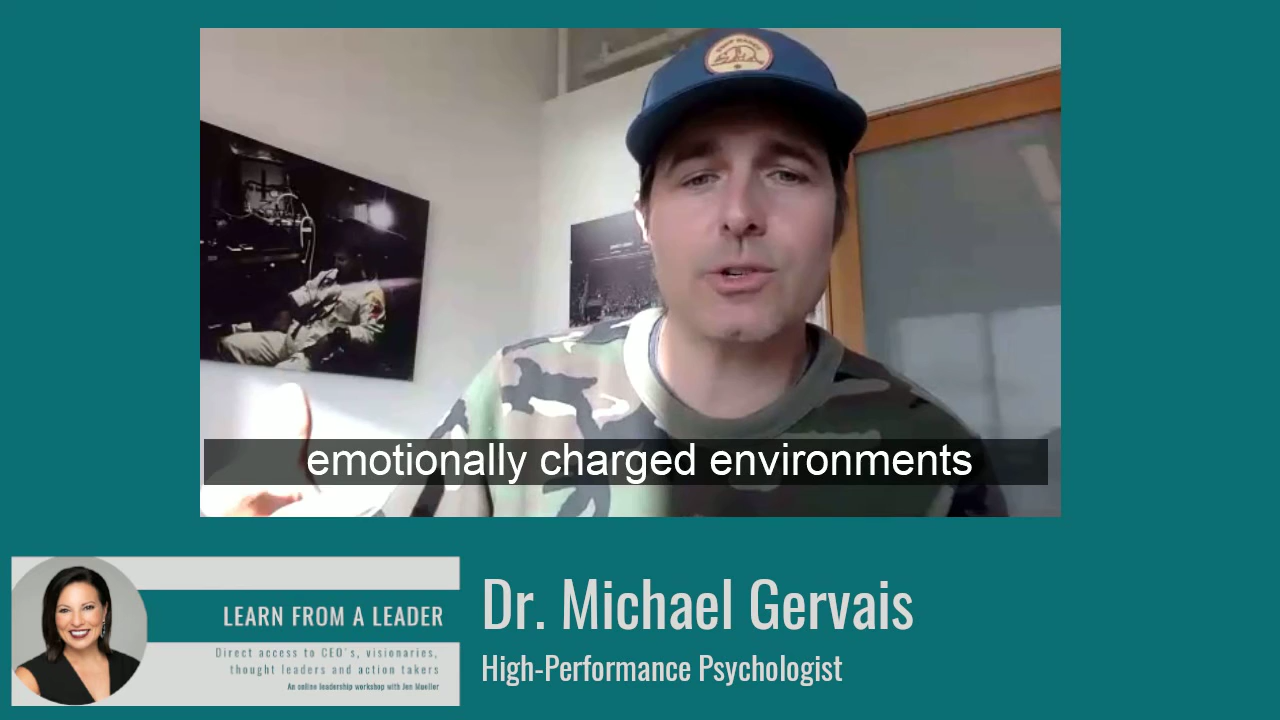 emotionally charged environments
LEARN FROM A LEADER
Direct access to CEO's, visionaries,
thought leaders and action takers
An online leadership workshop with Jen Mueller
Dr. Michael Gervais
High-Performance Psychologist